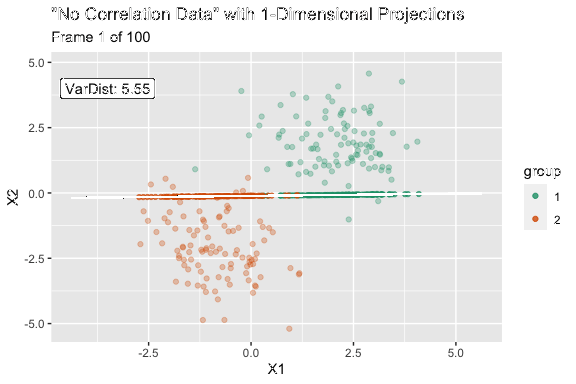 "No Correlation Data" with 1-Dimensional Projections
Frame 1 of 100
5.0
VarDist: 5.55
2.5
0.0
-2.5
-5.0
X2
-2.5
0.0
2.5
5.0
X1
group
1
2